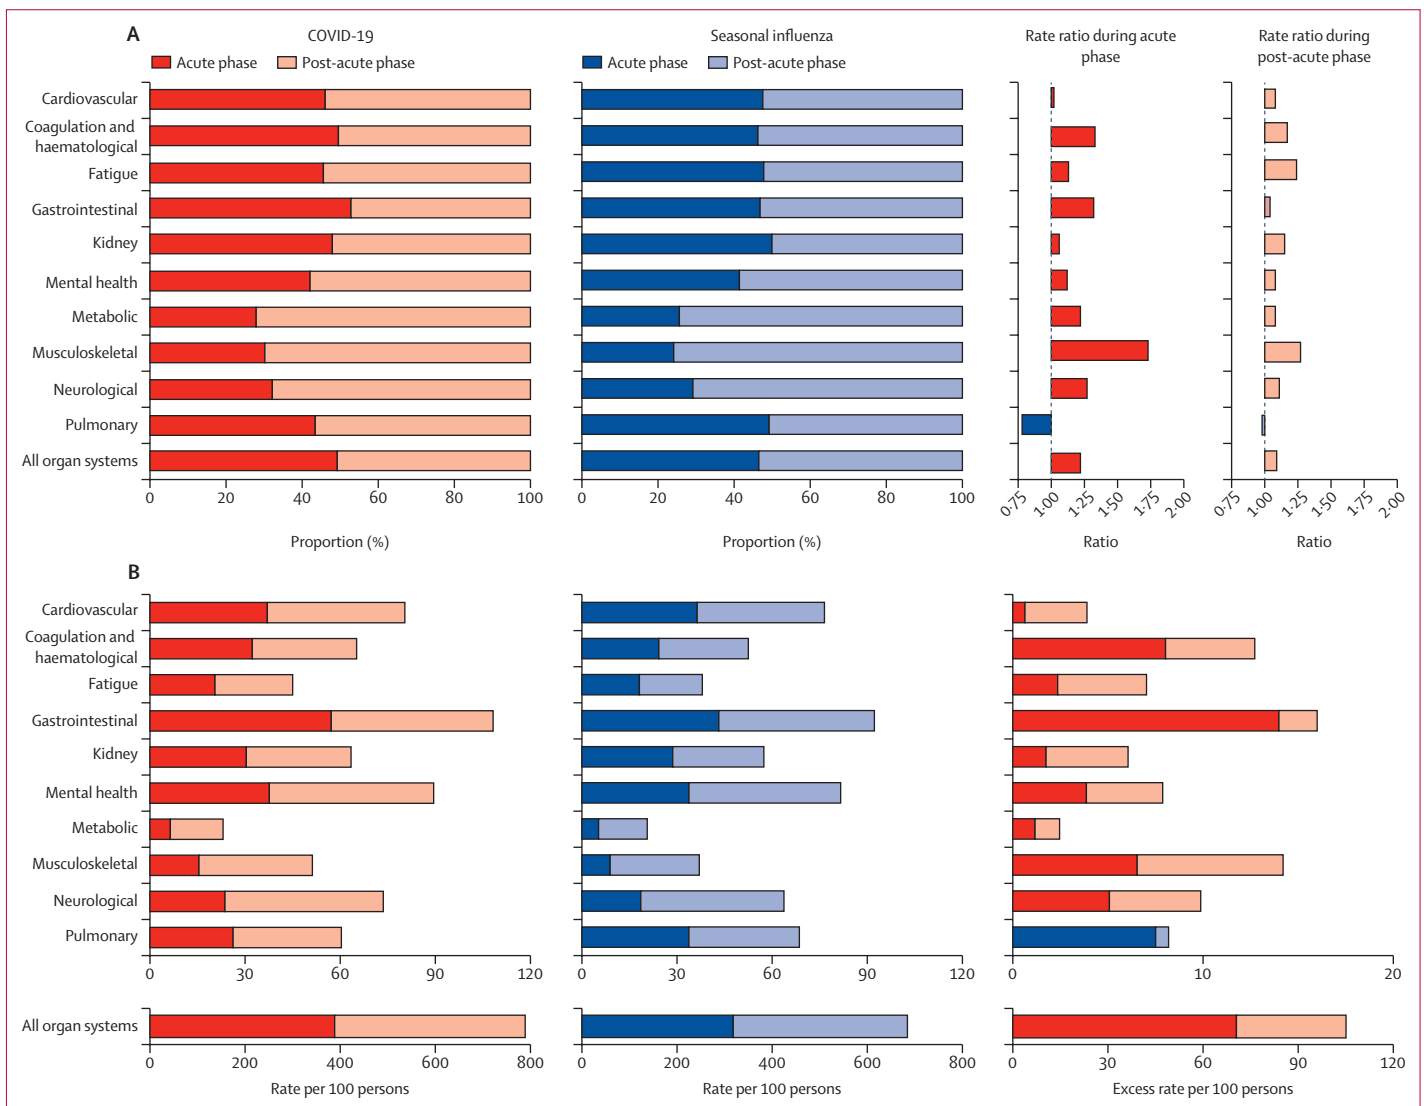 A
COVID-19
Seasonal influenza
Rate ratio during acute
phase
Rate ratio during
post-acute phase
Acute phase
Post-acute phase
Acute phase
Post-acute phase
Cardiovascular
Coagulation and
haematological
Fatigue
Gastrointestinal
Kidney
Mental health
Metabolic
Musculoskeletal
Neurological
Pulmonary
All organ systems
0 20 40 60 80 100
0 20 40 60 80 100
0·75 1·00 1·25 1·50 1·75 2·00
0·75 1·00 1·25 1·50 1·75 2·00
Proportion (%)
Proportion (%)
Ratio
Ratio
B
Cardiovascular
Coagulation and
haematological
Fatigue
Gastrointestinal
Kidney
Mental health
Metabolic
Musculoskeletal
Neurological
Pulmonary
0 30 60 90 120
0 30 60 90 120
0 10 20
All organ systems
0 200 400 600 800
0 200 400 600 800
0 30 60 90 120
Rate per 100 persons
Rate per 100 persons
Excess rate per 100 persons